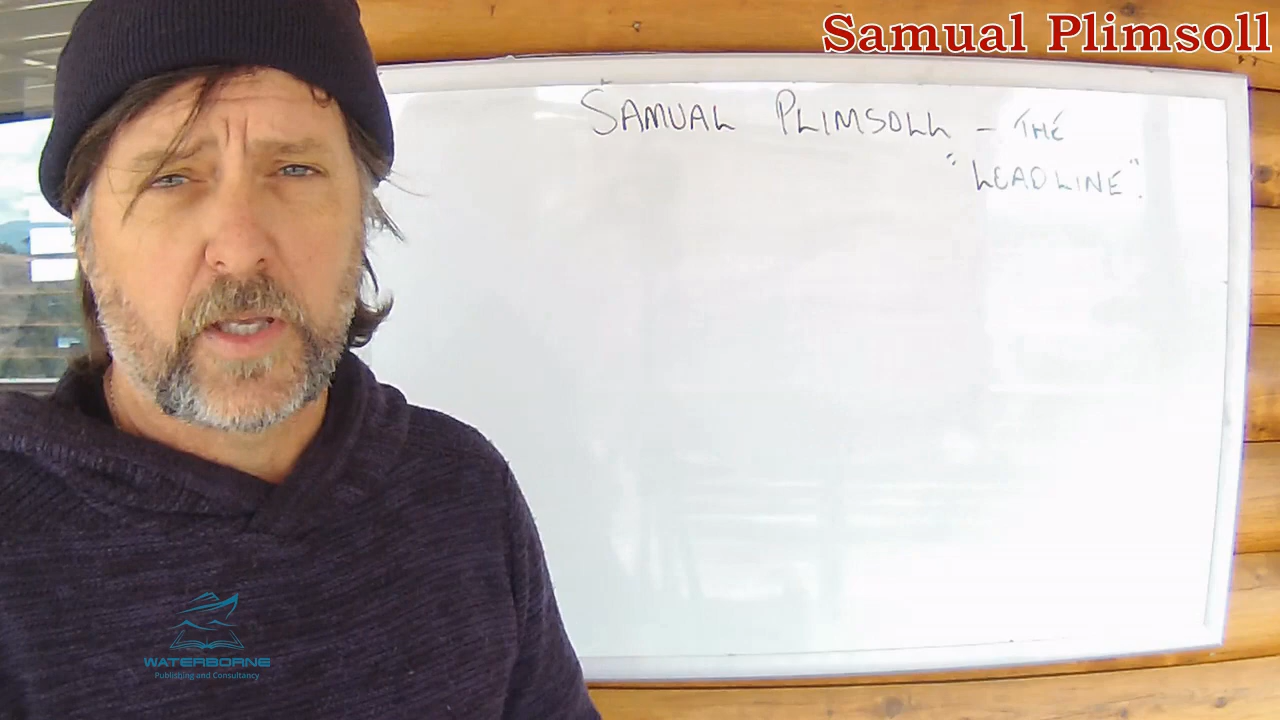 Samual Plimsoll
SAMUAL PLIMSOLL - THE
"LEADLINE".
WATERBORNE
Publishing and Consultancy